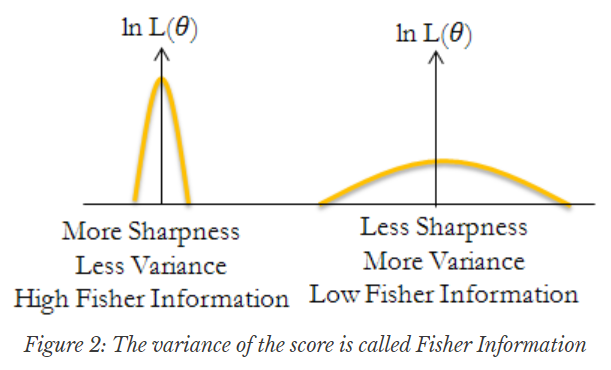 ln L(θ)
ln L(θ)
More Sharpness
Less Variance
High Fisher Information
Less Sharpness
More Variance
Low Fisher Information
Figure 2: The variance of the score is called Fisher Information